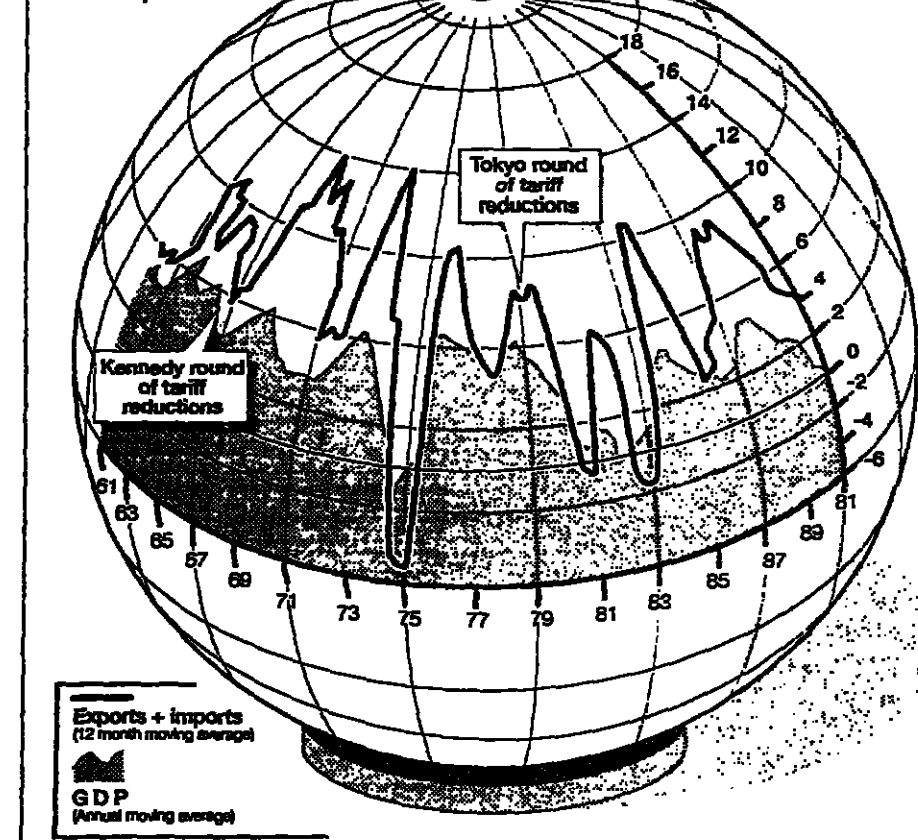 18
16
14
12
10
8
6
4
2
0
-2
-4
-6
Tokyo round
of tariff
reductions
Kennedy round
of tariff
reductions
61
63
65
67
69
71
73
75
77
79
81
83
85
87
89
81
Exports + imports
(12 month moving average)
GDP
(Annual moving average)